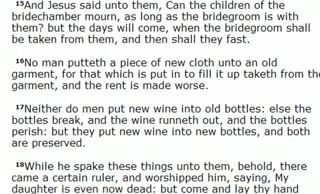 15And Jesus said unto them, Can the children of the
bridechamber mourn, as long as the bridegroom is with
them? but the days will come, when the bridegroom shall
be taken from them, and then shall they fast.
16No man putteth a piece of new cloth unto an old
garment, for that which is put in to fill it up taketh from the
garment, and the rent is made worse.
17Neither do men put new wine into old bottles: else the
bottles break, and the wine runneth out, and the bottles
perish: but they put new wine into new bottles, and both
are preserved.
18While he spake these things unto them, behold, there
came a certain ruler, and worshipped him, saying, My
daughter is even now dead: but come and lay thy hand